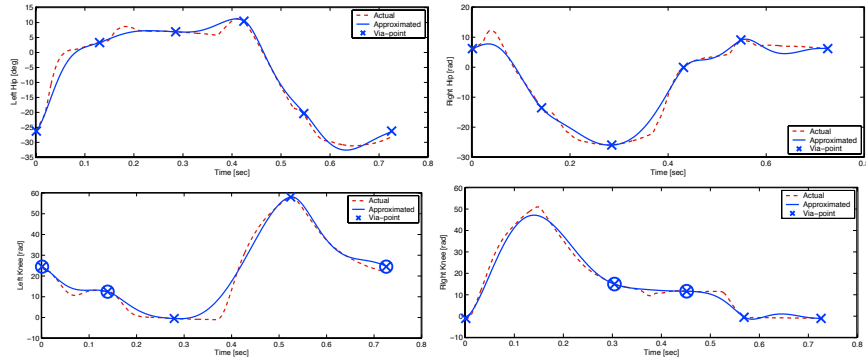 15
10
5
0
-5
-10
-15
-20
-25
-30
-35
Left Hip [deg]
0 0.1 0.2 0.3 0.4 0.5 0.6 0.7 0.8
Time [sec]
Actual
Approximated
Via-point
20
10
0
-10
-20
-30
Right Hip [rad]
0 0.2 0.4 0.6 0.8
Time [sec]
Actual
Approximated
Via-point
60
50
40
30
20
10
0
-10
Left Knee [rad]
0 0.1 0.2 0.3 0.4 0.5 0.6 0.7 0.8
Time [sec]
Actual
Approximated
Via-point
60
50
40
30
20
10
0
-10
Right Knee [rad]
0 0.1 0.2 0.3 0.4 0.5 0.6 0.7 0.8
Time [sec]
Actual
Approximated
Via-point